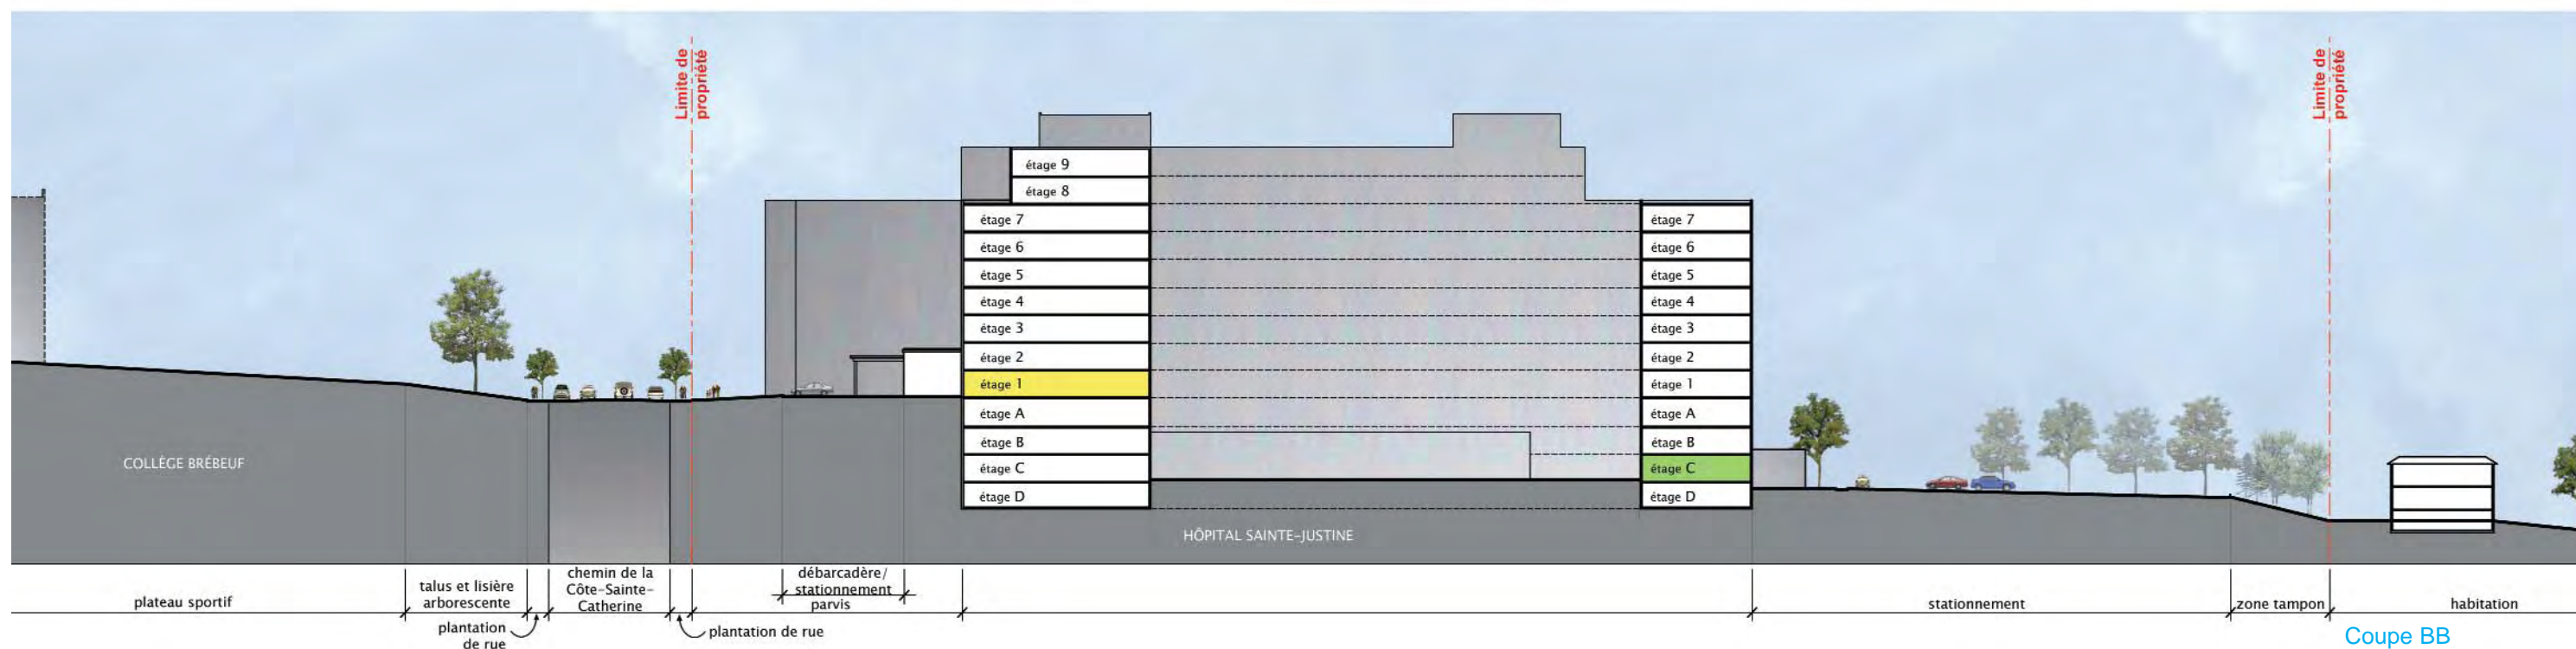 Limite de
propriété
Limite de
propriété
étage 9
étage 8
étage 7
étage 6
étage 5
étage 4
étage 3
étage 2
étage 1
étage A
étage B
étage C
étage D
étage 7
étage 6
étage 5
étage 4
étage 3
étage 2
étage 1
étage A
étage B
étage C
étage D
COLLÈGE BRÉBEUF
HÔPITAL SAINTE-JUSTINE
plateau sportif
talus et lisière
arborescente
plantation
de rue
chemin de la
Côte-Sainte-
Catherine
plantation de rue
débarcadère/
stationnement
parvis
stationnement
zone tampon
habitation
Coupe BB